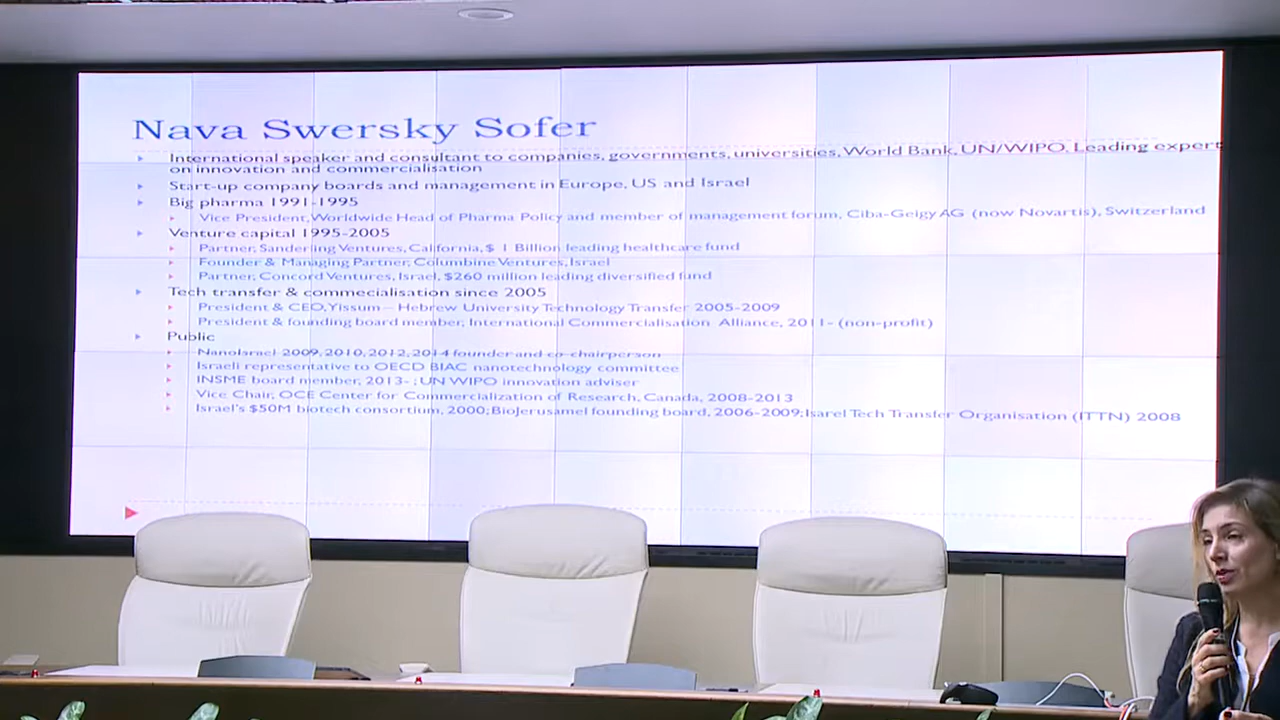 Nava Swersky Sofer
International speaker and consultant to companies, governments, universities, World Bank, UN/WIPO. Leading expert
on innovation and commercialisation
Start-up company boards and management in Europe, US and Israel
Big pharma 1991-1995
Vice President, Worldwide Head of Pharma Policy and member of management forum, Ciba-Geigy AG (now Novartis), Switzerland
Venture capital 1995-2005
Partner, Sanderling Ventures, California, $ 1 Billion leading healthcare fund
Founder & Managing Partner, Columbine Ventures, Israel
Partner, Concord Ventures, Israel, $260 million leading diversified fund
Tech transfer & commecialisation since 2005
President & CEO, Yissum – Hebrew University Technology Transfer 2005-2009
President & founding board member, International Commercialisation Alliance, 2011- (non-profit)
Public
NanoIsrael 2009, 2010, 2012, 2014 founder and co-chairperson
Israeli representative to OECD BIAC nanotechnology committee
INSME board member, 2013- ; UN WIPO innovation adviser
Vice Chair, OCE Center for Commercialization of Research, Canada, 2008-2013
Israel's $50M biotech consortium, 2000; BioJerusamel founding board, 2006-2009; Isarel Tech Transfer Organisation (ITTN) 2008